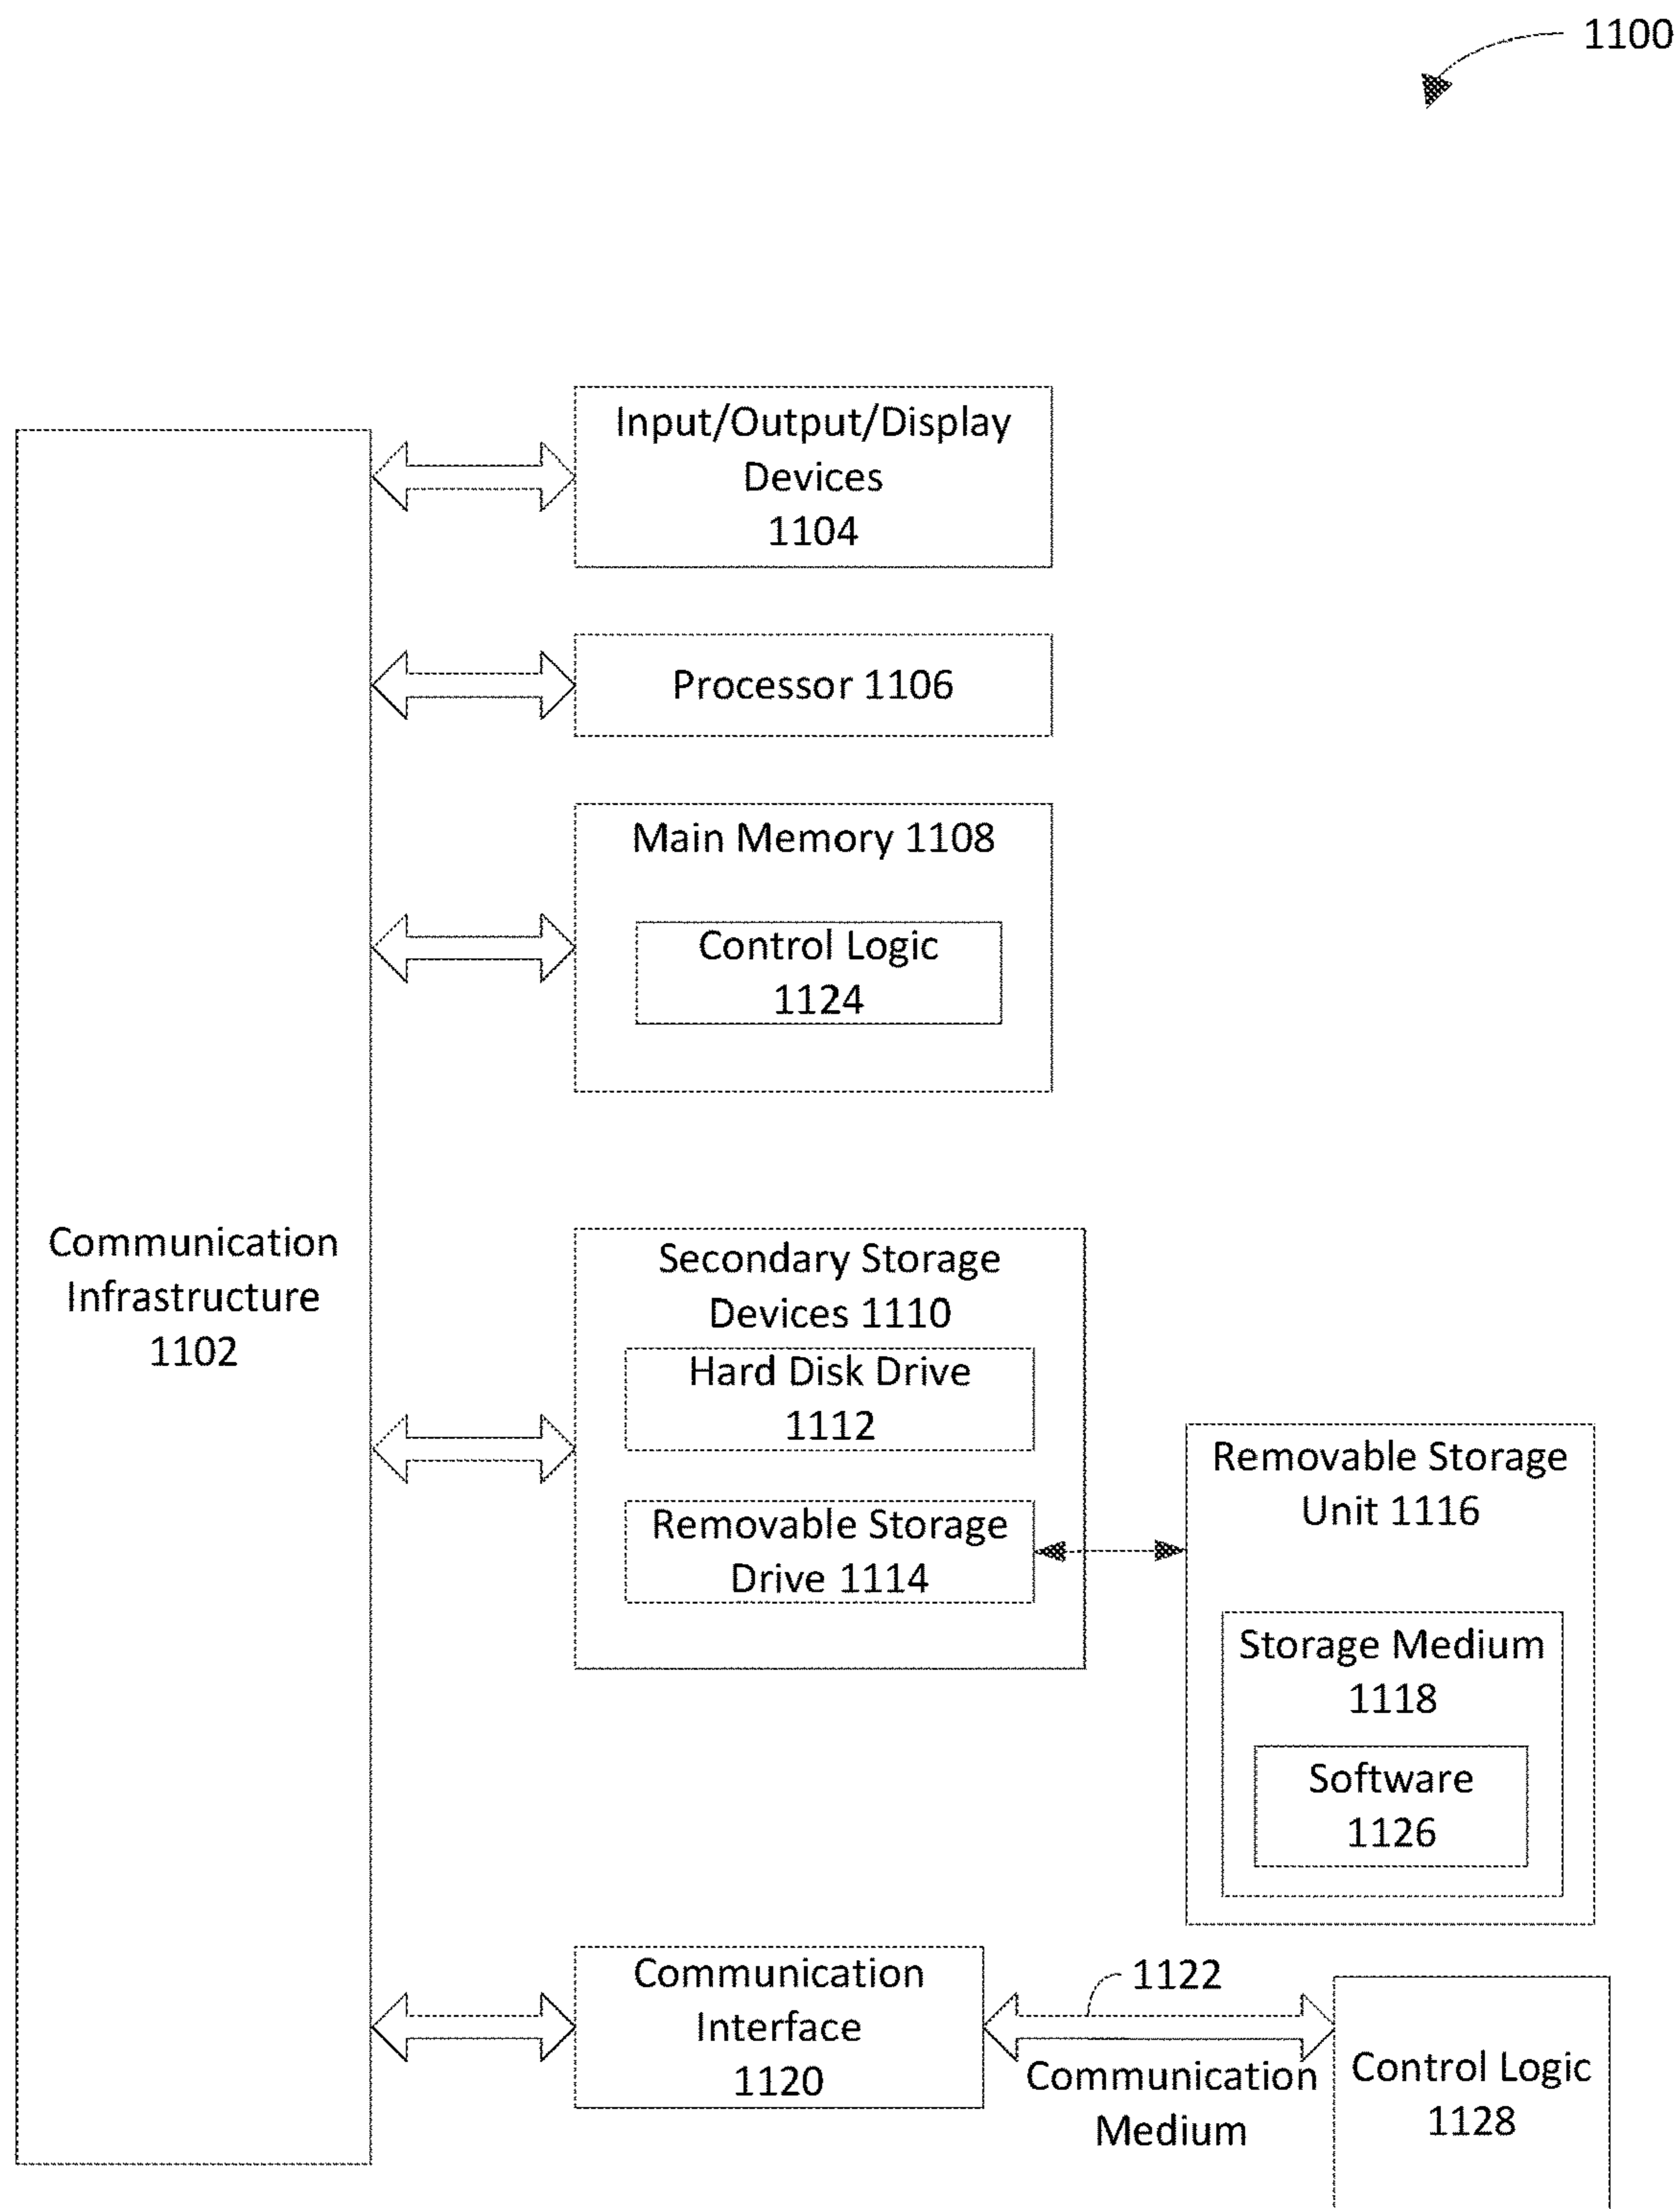 1100
Input/Output/Display
Devices
1104
Processor 1106
Main Memory 1108
Control Logic
1124
Communication
Infrastructure
1102
Secondary Storage
Devices 1110
Hard Disk Drive
1112
Removable Storage
Drive 1114
Removable Storage
Unit 1116
Storage Medium
1118
Software
1126
Communication
Interface
1120
1122
Communication
Medium
Control Logic
1128